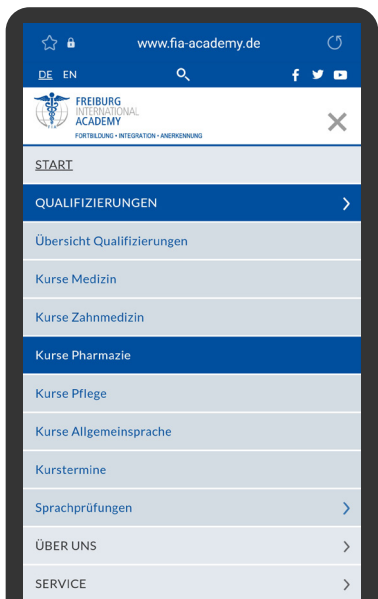 www.fia-academy.de
DE EN
FREIBURG
INTERNATIONAL
ACADEMY
FORTBILDUNG • INTEGRATION • ANERKENNUNG
START
QUALIFIZIERUNGEN
Übersicht Qualifizierungen
Kurse Medizin
Kurse Zahnmedizin
Kurse Pharmazie
Kurse Pflege
Kurse Allgemeinsprache
Kurstermine
Sprachprüfungen
ÜBER UNS
SERVICE